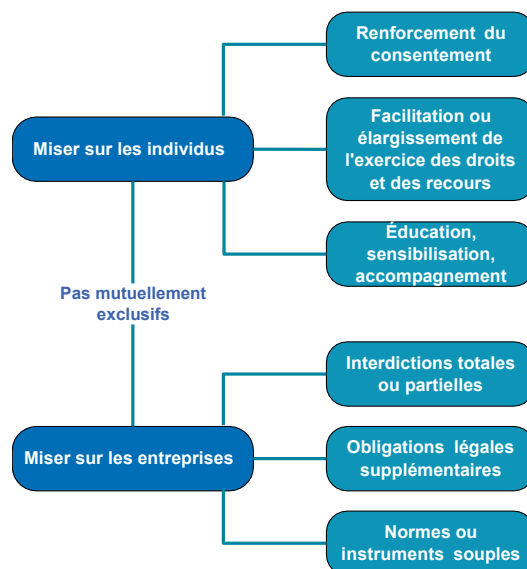 Renforcement du
consentement
Miser sur les individus
Facilitation ou
élargissement de
l'exercice des droits
et des recours
Éducation,
sensibilisation,
accompagnement
Pas mutuellement
exclusifs
Interdictions totales
ou partielles
Miser sur les entreprises
Obligations légales
supplémentaires
Normes ou
instruments souples